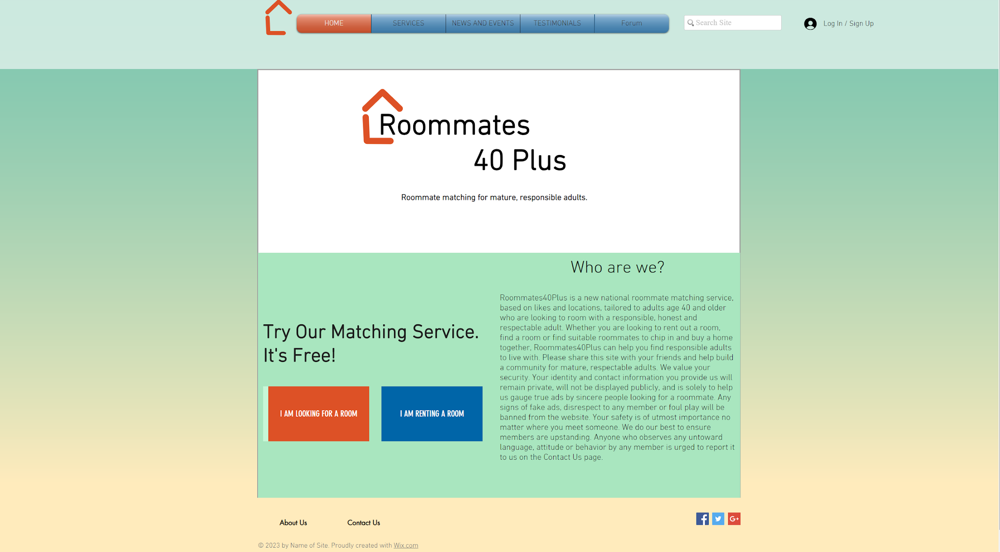 HOME
SERVICES
NEWS AND EVENTS
TESTIMONIALS
Forum
Search Site
Log In / Sign Up
Roommates
40 Plus
Roommate matching for mature, responsible adults.
Try Our Matching Service.
It's Free!
I AM LOOKING FOR A ROOM
I AM RENTING A ROOM
Who are we?
Roommates40Plus is a new national roommate matching service,
based on likes and locations, tailored to adults age 40 and older
who are looking to room with a responsible, honest and
respectable adult. Whether you are looking to rent out a room,
find a room or find suitable roommates to chip in and buy a home
together, Roommates40Plus can help you find responsible adults
to live with. Please share this site with your friends and help build
a community for mature, respectable adults. We value your
security. Your identity and contact information you provide us will
remain private, will not be displayed publicly, and is solely to help
us gauge true ads by sincere people looking for a roommate. Any
signs of fake ads, disrespect to any member or foul play will be
banned from the website. Your safety is of utmost importance no
matter where you meet someone. We do our best to ensure
members are upstanding. Anyone who observes any untoward
language, attitude or behavior by any member is urged to report it
to us on the Contact Us page.
About Us
Contact Us
G+
© 2023 by Name of Site. Proudly created with Wix.com